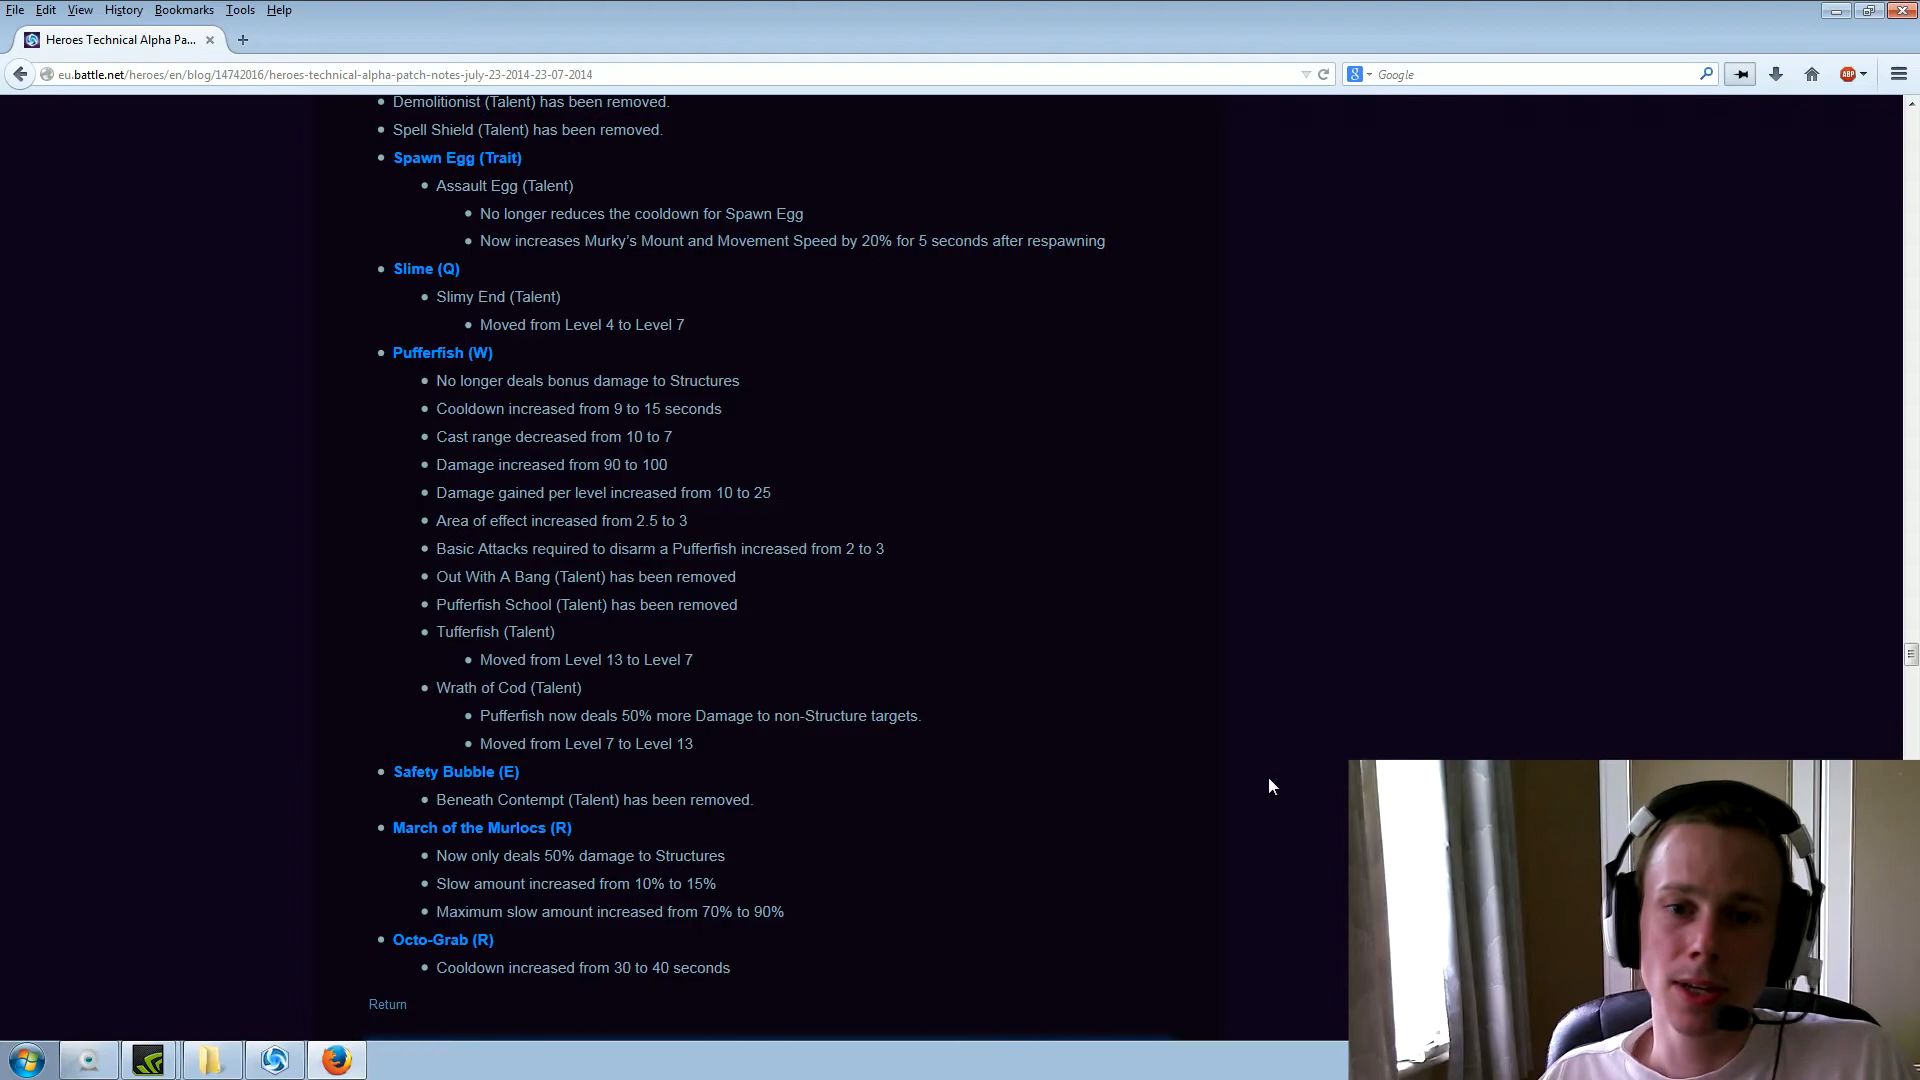 File Edit View History Bookmarks Tools Help
Heroes Technical Alpha Pa...
eu.battle.net/heroes/en/blog/14742016/heroes-technical-alpha-patch-notes-july-23-2014-23-07-2014
8 Google
ABP
Demolitionist (Talent) has been removed.
Spell Shield (Talent) has been removed.
Spawn Egg (Trait)
Assault Egg (Talent)
No longer reduces the cooldown for Spawn Egg
Now increases Murky's Mount and Movement Speed by 20% for 5 seconds after respawning
Slime (Q)
Slimy End (Talent)
Moved from Level 4 to Level 7
Pufferfish (W)
No longer deals bonus damage to Structures
Cooldown increased from 9 to 15 seconds
Cast range decreased from 10 to 7
Damage increased from 90 to 100
Damage gained per level increased from 10 to 25
Area of effect increased from 2.5 to 3
Basic Attacks required to disarm a Pufferfish increased from 2 to 3
Out With A Bang (Talent) has been removed
Pufferfish School (Talent) has been removed
Tufferfish (Talent)
Moved from Level 13 to Level 7
Wrath of Cod (Talent)
Pufferfish now deals 50% more Damage to non-Structure targets.
Moved from Level 7 to Level 13
Safety Bubble (E)
Beneath Contempt (Talent) has been removed.
March of the Murlocs (R)
Now only deals 50% damage to Structures
Slow amount increased from 10% to 15%
Maximum slow amount increased from 70% to 90%
Octo-Grab (R)
Cooldown increased from 30 to 40 seconds
Return